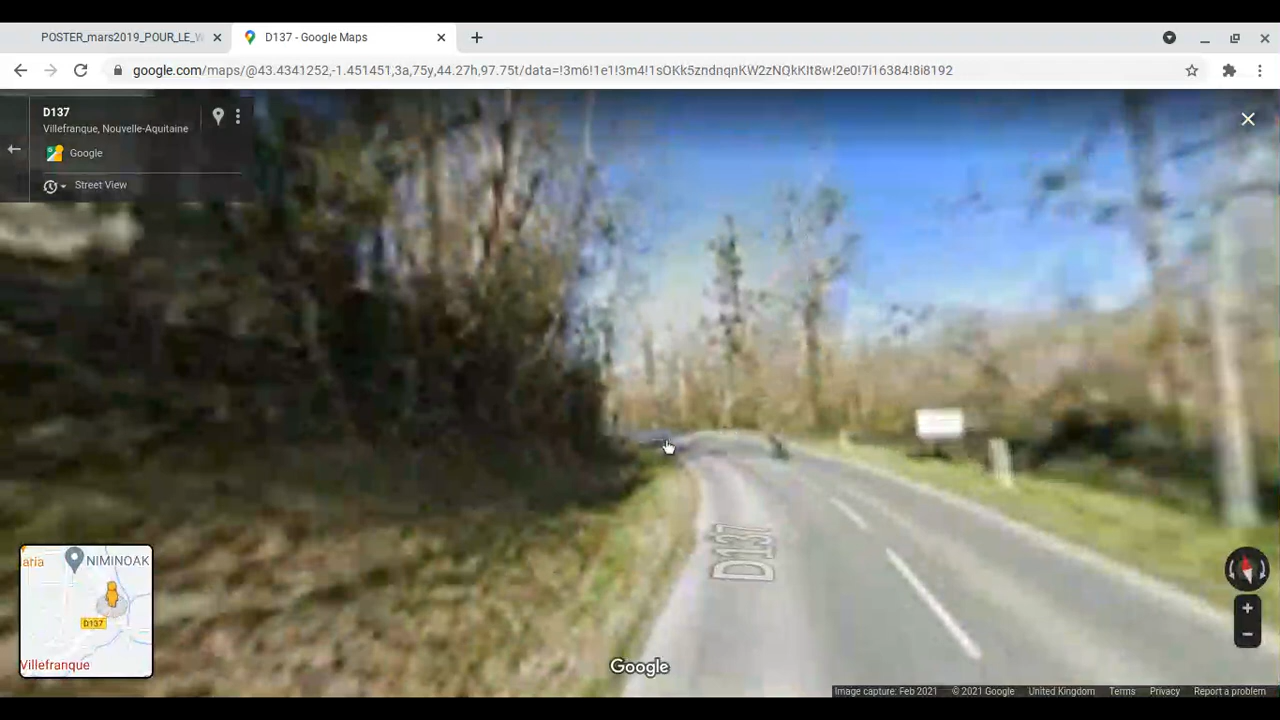 POSTER_mars2019_POUR_LE_W
D137 - Google Maps
google.com/maps/@43.4341252,-1.451451,3a,75y,44.27h,97.75t/data=!3m6!1e1!3m4!1sOKk5zndnqnKW2zNQkKIt8w!2e0!7i16384!8i8192
D137
Villefranque, Nouvelle-Aquitaine
Google
Street View
D137
aria
NIMINOAK
D137
Villefranque
Google
Image capture: Feb 2021 © 2021 Google United Kingdom Terms Privacy Report a problem